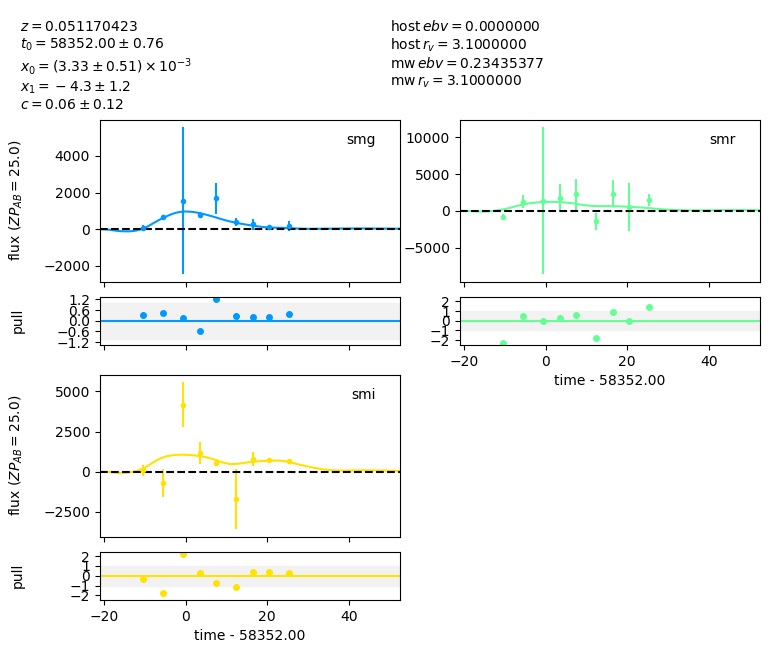 z = 0.051170423
t₀ = 58352.00 ± 0.76
x₀ = (3.33 ± 0.51) × 10⁻³
x₁ = −4.3 ± 1.2
c = 0.06 ± 0.12
host ebv = 0.0000000
host r_v = 3.1000000
mw ebv = 0.23435377
mw r_v = 3.1000000
smg
flux (ZP_AB = 25.0)
4000
2000
0
−2000
smr
10000
5000
0
−5000
pull
1.2
0.6
0.0
−0.6
−1.2
2
1
0
−1
−2
−20
0
20
40
time - 58352.00
smi
flux (ZP_AB = 25.0)
5000
2500
0
−2500
pull
2
1
0
−1
−2
−20
0
20
40
time - 58352.00